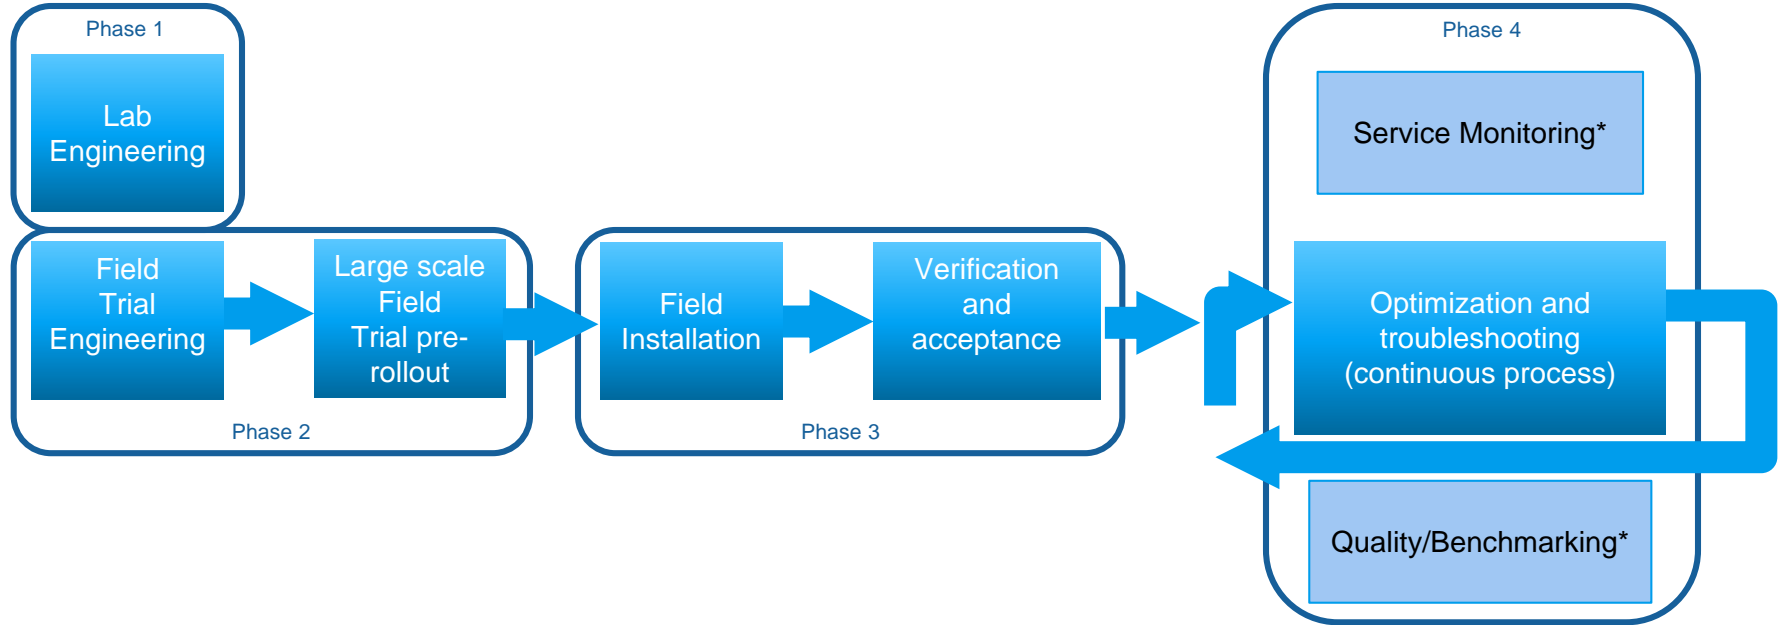 Phase 1
Lab
Engineering
Field
Trial
Engineering
Large scale
Field
Trial pre-
rollout
Phase 2
Field
Installation
Verification
and
acceptance
Phase 3
Phase 4
Service Monitoring*
Optimization and
troubleshooting
(continuous process)
Quality/Benchmarking*